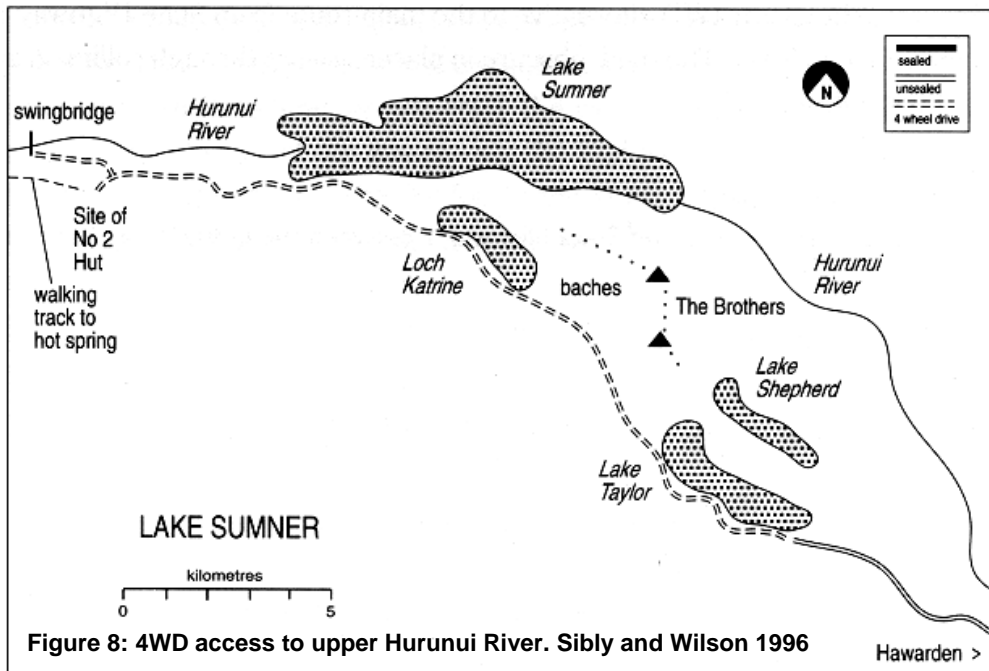 sealed
unsealed
4 wheel drive
N
Lake
Sumner
swingbridge
Hurunui
River
Site of
No 2
Hut
walking
track to
hot spring
Loch
Katrine
baches
The Brothers
Hurunui
River
Lake
Shepherd
Lake
Taylor
LAKE SUMNER
kilometres
0 5
Figure 8: 4WD access to upper Hurunui River. Sibly and Wilson 1996
Hawarden >